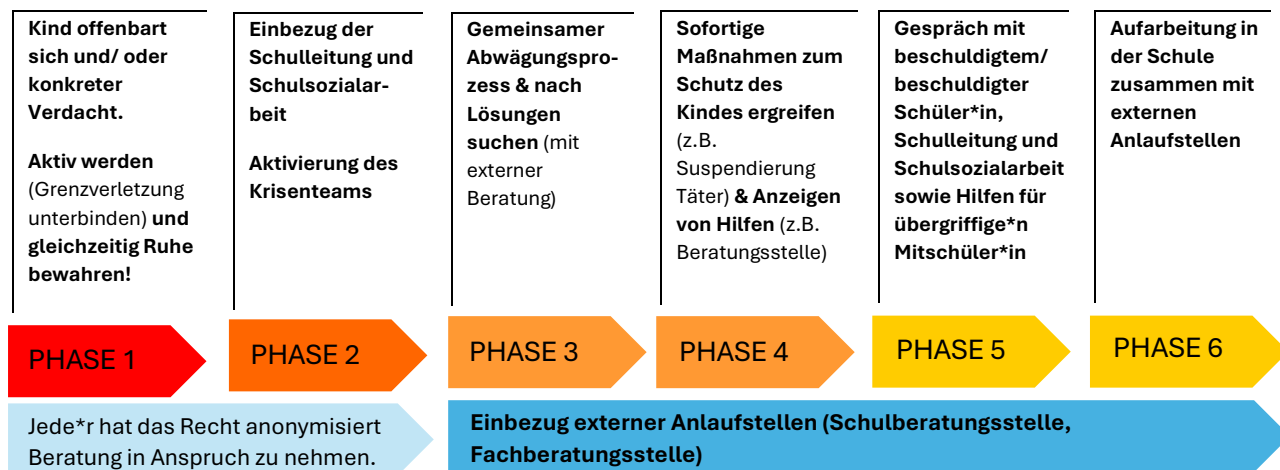 Kind offenbart
sich und/ oder
konkreter
Verdacht.
Aktiv werden
(Grenzverletzung
unterbinden) und
gleichzeitig Ruhe
bewahren!
Einbezug der
Schulleitung und
Schulsozialar-
beit
Aktivierung des
Krisenteams
Gemeinsamer
Abwägungspro-
zess & nach
Lösungen
suchen (mit
externer
Beratung)
Sofortige
Maßnahmen zum
Schutz des
Kindes ergreifen
(z.B.
Suspendierung
Täter) & Anzeigen
von Hilfen (z.B.
Beratungsstelle)
Gespräch mit
beschuldigtem/
beschuldigter
Schüler*in,
Schulleitung und
Schulsozialarbeit
sowie Hilfen für
übergriffige*n
Mitschüler*in
Aufarbeitung in
der Schule
zusammen mit
externen
Anlaufstellen
PHASE 1
PHASE 2
PHASE 3
PHASE 4
PHASE 5
PHASE 6
Jede*r hat das Recht anonymisiert
Beratung in Anspruch zu nehmen.
Einbezug externer Anlaufstellen (Schulberatungsstelle,
Fachberatungsstelle)